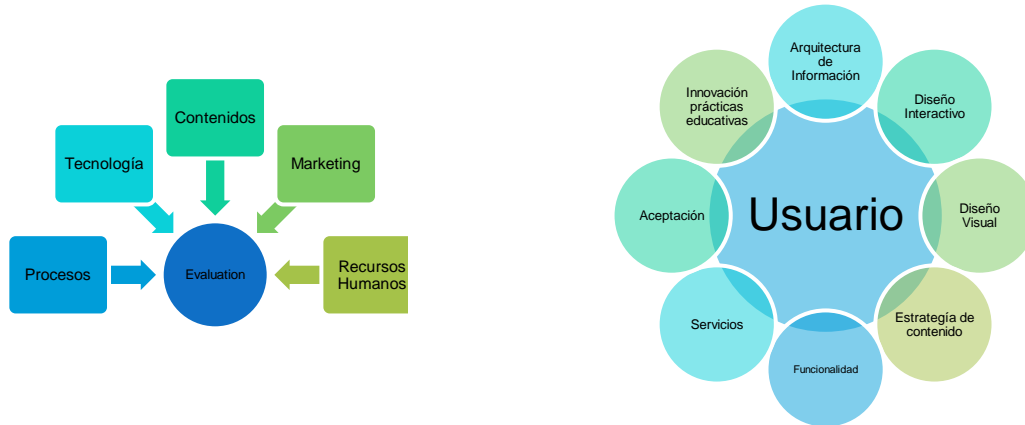 Contenidos
Tecnología
Marketing
Procesos
Evaluation
Recursos
Humanos
Arquitectura
de
Información
Diseño
Interactivo
Diseño
Visual
Estrategía de
contenido
Funcionalidad
Servicios
Aceptación
Innovación
prácticas
educativas
Usuario